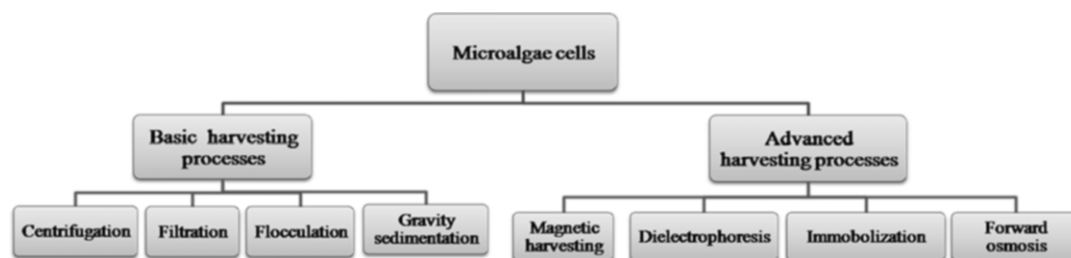 Microalgae cells
Basic harvesting
processes
Advanced
harvesting processes
Centrifugation
Filtration
Flocculation
Gravity
sedimentation
Magnetic
harvesting
Dielectrophoresis
Immobolization
Forward
osmosis